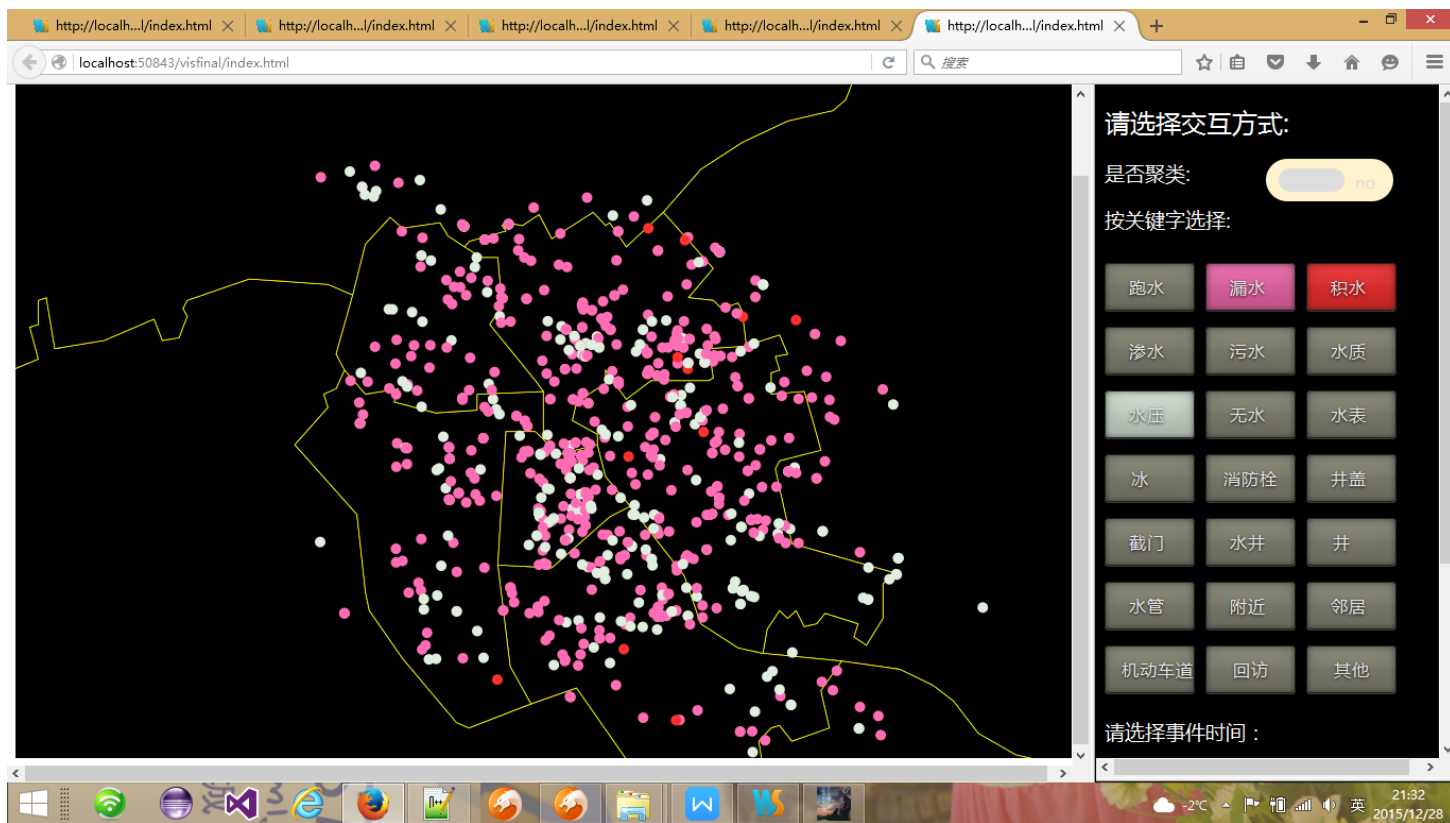 http://localh...l/index.html http://localh...l/index.html http://localh...l/index.html http://localh...l/index.html http://localh...l/index.html
localhost:50843/visfinal/index.html 搜索
请选择交互方式:
是否聚类: no
按关键字选择:
跑水 漏水 积水
渗水 污水 水质
水压 无水 水表
冰 消防栓 井盖
截门 水井 井
水管 附近 邻居
机动车道 回访 其他
请选择事件时间：
-2℃ 英 21:32
2015/12/28